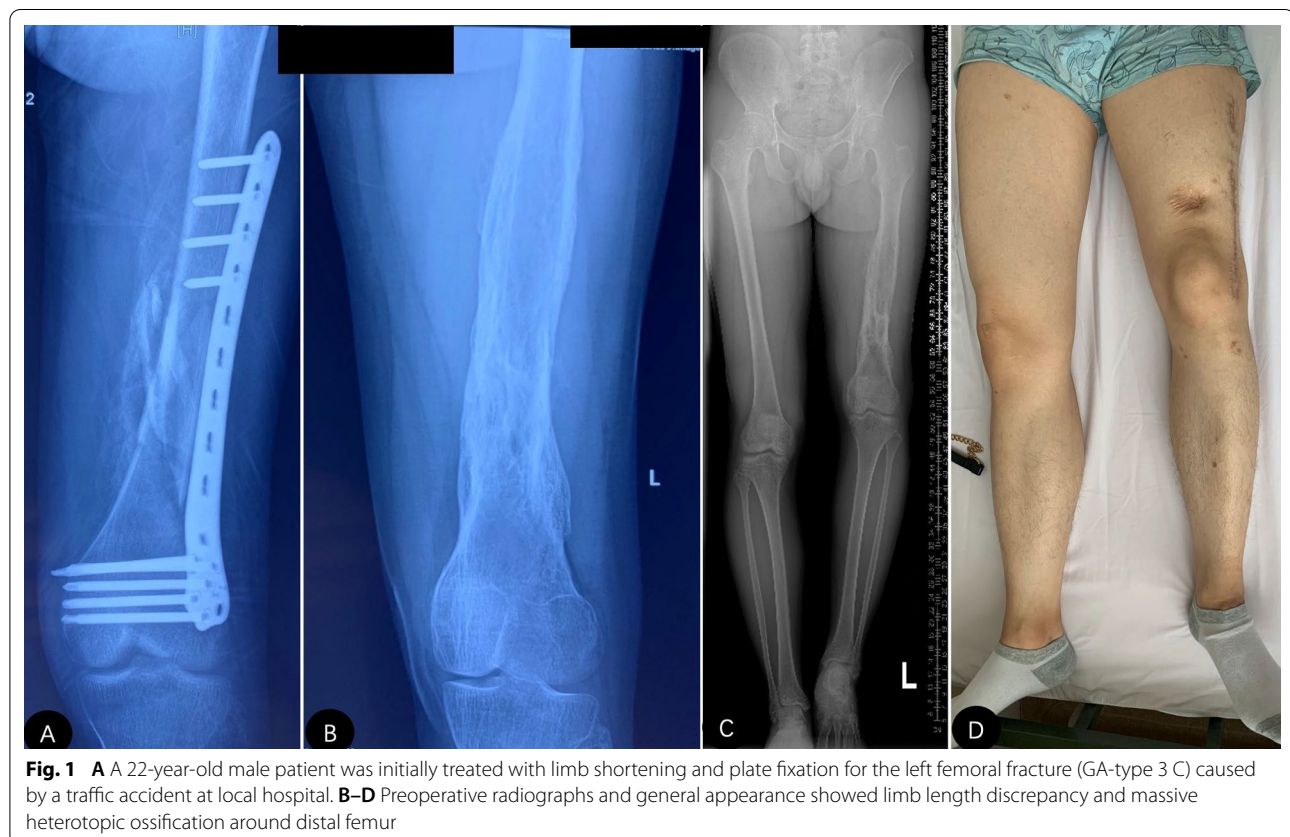 [H]
2
L
L
A
B
C
D
Fig. 1 A A 22-year-old male patient was initially treated with limb shortening and plate fixation for the left femoral fracture (GA-type 3 C) caused
by a traffic accident at local hospital. B–D Preoperative radiographs and general appearance showed limb length discrepancy and massive
heterotopic ossification around distal femur